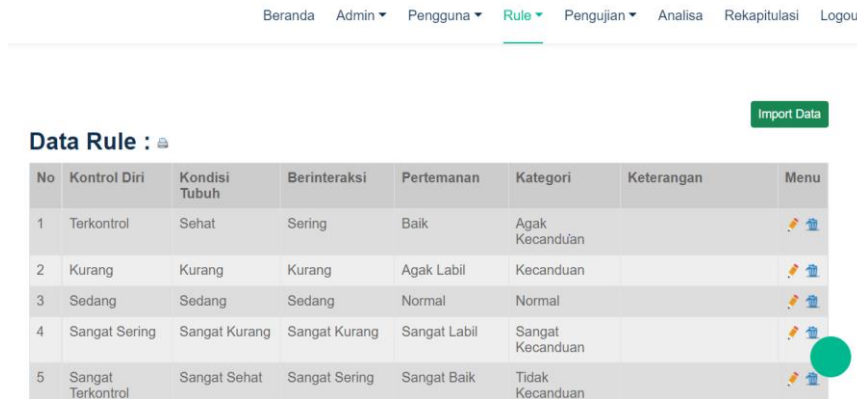 Beranda Admin Pengguna Rule Pengujian Analisa Rekapitulasi Logou
Import Data
Data Rule :
No Kontrol Diri Kondisi Tubuh Berinteraksi Pertemanan Kategori Keterangan Menu
1 Terkontrol Sehat Sering Baik Agak Kecandu'an
2 Kurang Kurang Kurang Agak Labil Kecanduan
3 Sedang Sedang Sedang Normal Normal
4 Sangat Sering Sangat Kurang Sangat Kurang Sangat Labil Sangat Kecanduan
5 Sangat Terkontrol Sangat Sehat Sangat Sering Sangat Baik Tidak Kecanduan